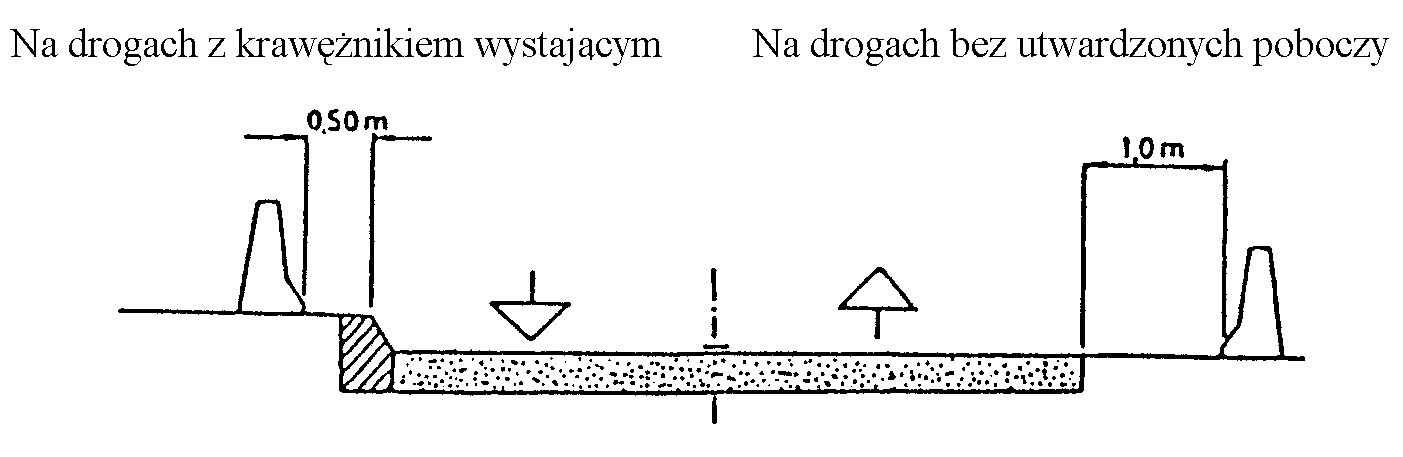 Na drogach z krawężnikiem wystającym
Na drogach bez utwardzonych poboczy
0,50 m
1,0 m